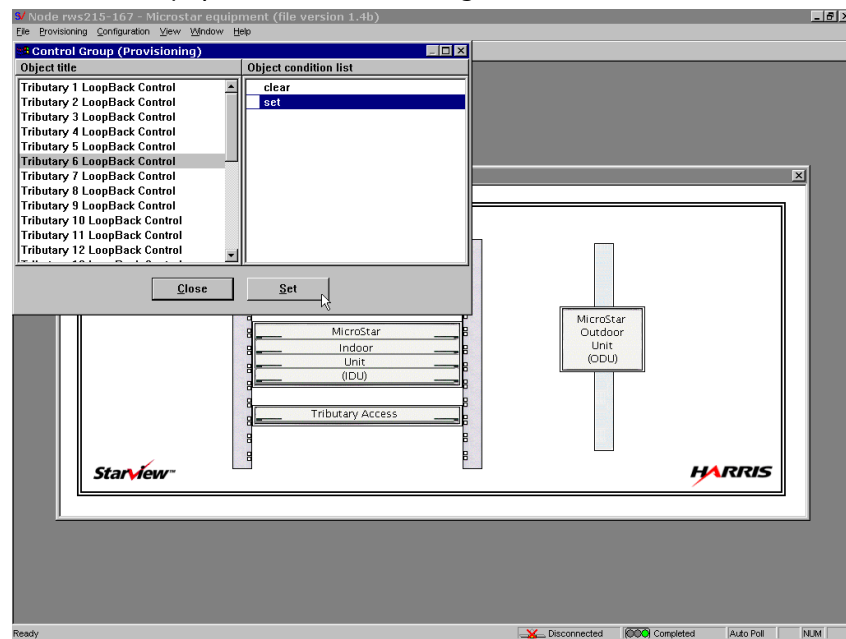 Node rws215-167 - Microstar equipment (file version 1.4b)
File Provisioning Configuration View Window Help
Control Group (Provisioning)
Object title
Object condition list
Tributary 1 LoopBack Control
Tributary 2 LoopBack Control
Tributary 3 LoopBack Control
Tributary 4 LoopBack Control
Tributary 5 LoopBack Control
Tributary 6 LoopBack Control
Tributary 7 LoopBack Control
Tributary 8 LoopBack Control
Tributary 9 LoopBack Control
Tributary 10 LoopBack Control
Tributary 11 LoopBack Control
Tributary 12 LoopBack Control
clear
set
Close
Set
MicroStar
Indoor
Unit
(IDU)
Tributary Access
MicroStar
Outdoor
Unit
(ODU)
Starview™
HARRIS
Ready
Disconnected
Completed
Auto Poll
NUM